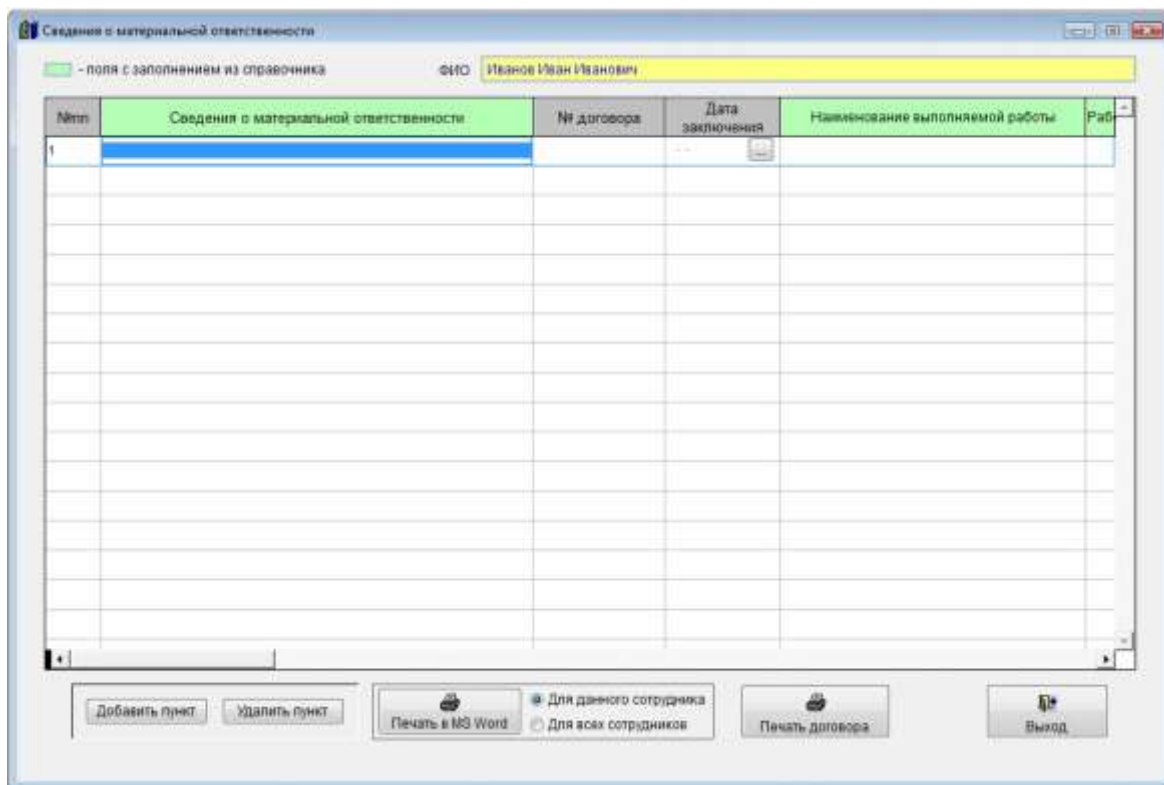 Сведения о материальной ответственности
- поля с заполнением из справочника ФИО Иванов Иван Иванович
№пп Сведения о материальной ответственности № договора Дата заключения Наименование выполняемой работы Раб
1 - - ...
Добавить пункт Удалить пункт Печать в MS Word Для данного сотрудника
Для всех сотрудников Печать договора Выход